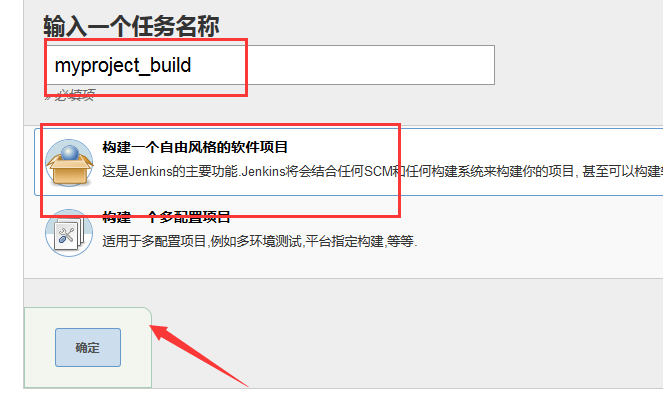 输入一个任务名称
myproject_build
» 必填项
构建一个自由风格的软件项目
这是Jenkins的主要功能.Jenkins将会结合任何SCM和任何构建系统来构建你的项目, 甚至可以构建
构建一个多配置项目
适用于多配置项目,例如多环境测试,平台指定构建,等等.
确定